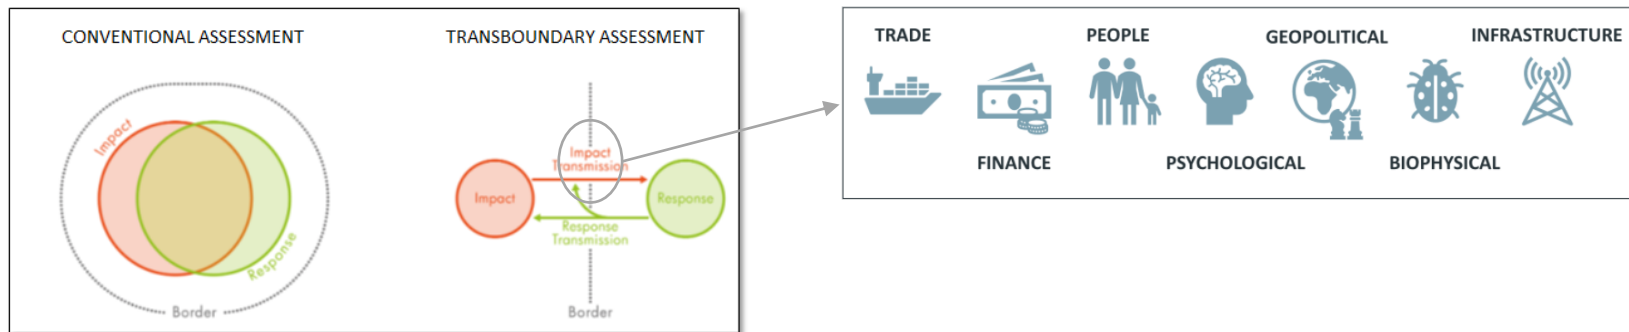 CONVENTIONAL ASSESSMENT
Impact
Response
Border
TRANSBOUNDARY ASSESSMENT
Impact
Transmission
Impact
Response
Response
Transmission
Border
TRADE
PEOPLE
GEOPOLITICAL
INFRASTRUCTURE
FINANCE
PSYCHOLOGICAL
BIOPHYSICAL